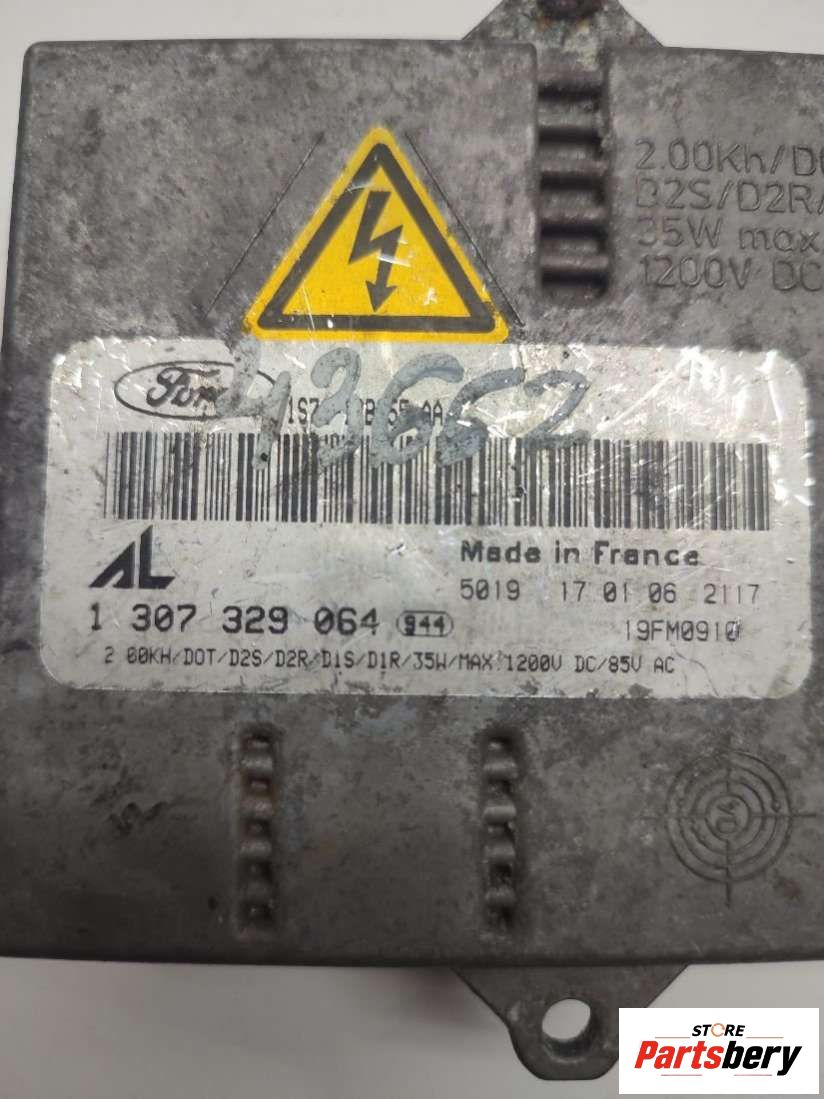 2.00Kh/D
D2S/D2R/
35W max
1200V DC
Ford
43662
AA
Made in France
AL
5019 17 01 06 2117
1 307 329 064 944
19FM0910
2 00KH/DOT/D2S/D2R/D1S/D1R/35W/MAX 1200V DC/85V AC
STORE
Partsbery